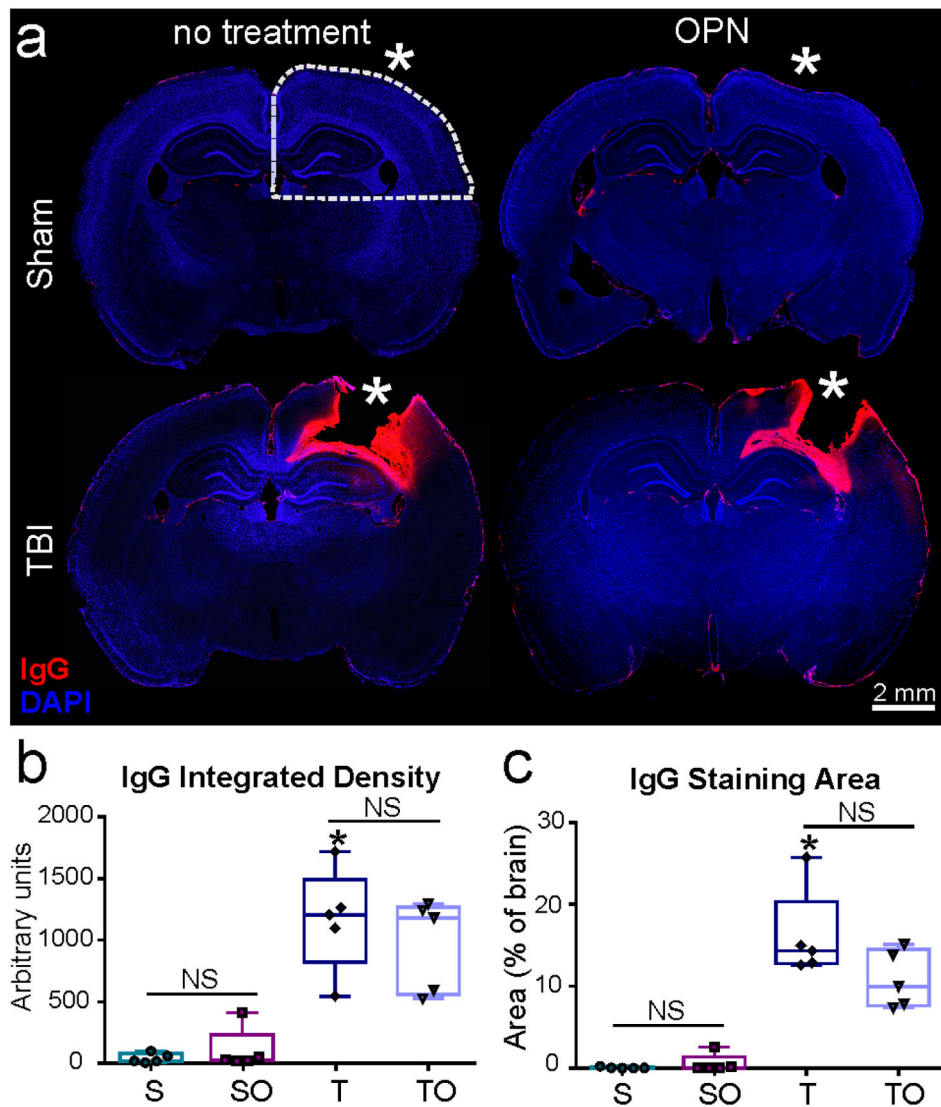 a
no treatment
OPN
*
*
Sham
*
*
TBI
IgG
DAPI
2 mm
b
IgG Integrated Density
Arbitrary units
2000
1500
1000
500
0
NS
NS
*
S
SO
T
TO
c
IgG Staining Area
Area (% of brain)
30
20
10
0
NS
NS
*
S
SO
T
TO